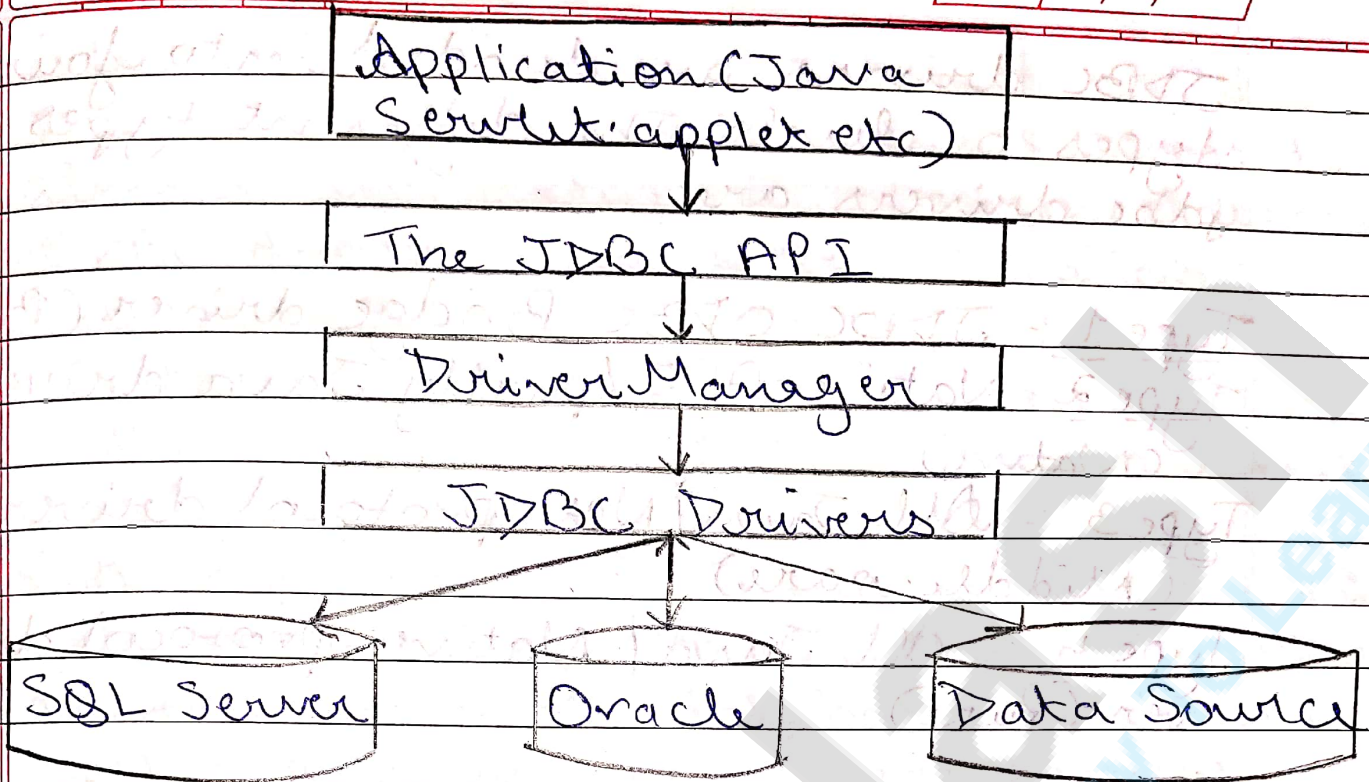 Application (Java
Servlet. applet etc)
The JDBC API
DriverManager
JDBC Drivers
SQL Server
Oracle
Data Source